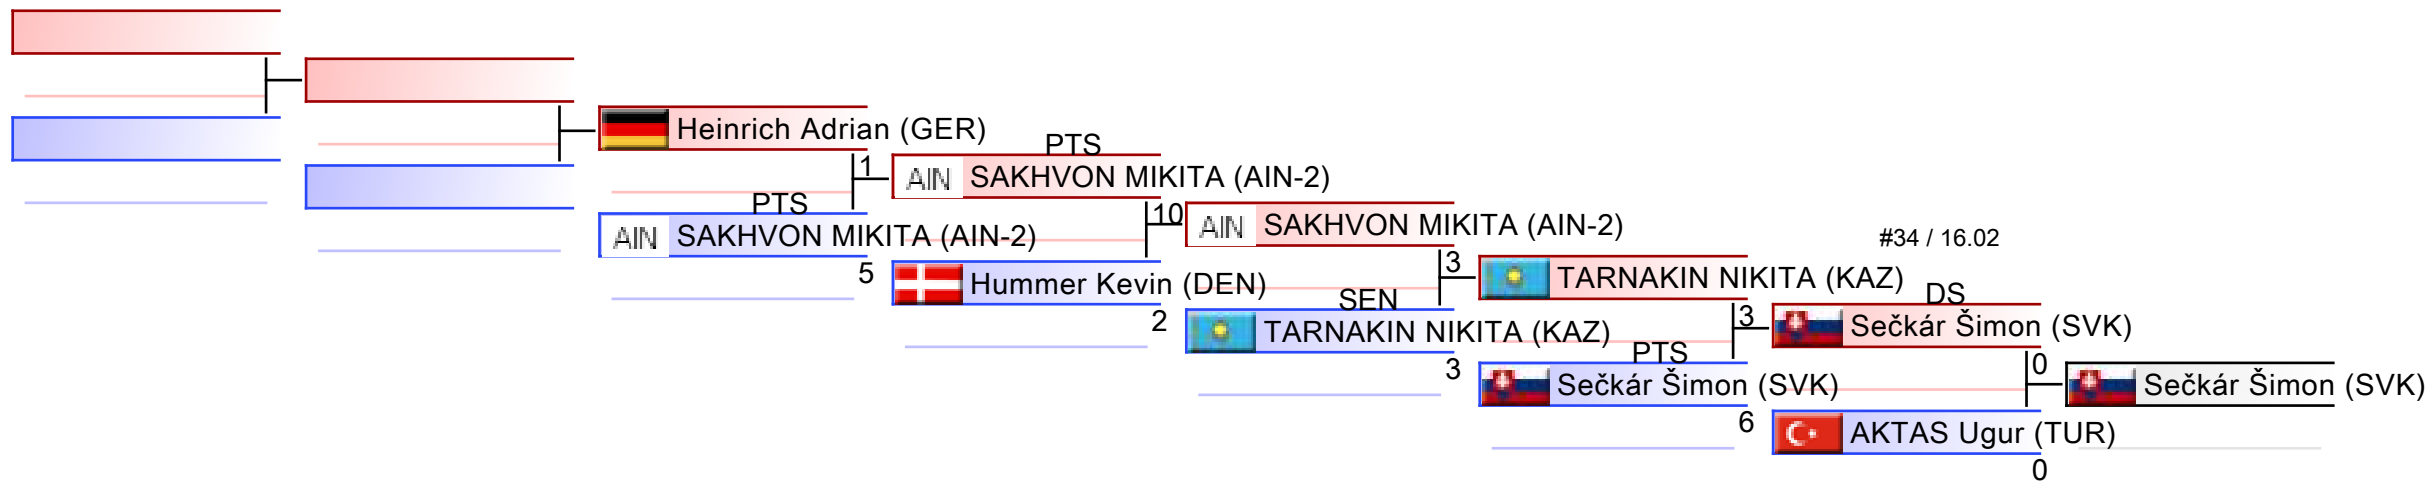 Heinrich Adrian (GER)
1
PTS
AIN SAKHVON MIKITA (AIN-2)
5
PTS
AIN SAKHVON MIKITA (AIN-2)
10
Hummer Kevin (DEN)
2
AIN SAKHVON MIKITA (AIN-2)
3
SEN
TARNAKIN NIKITA (KAZ)
3
#34 / 16.02
TARNAKIN NIKITA (KAZ)
3
PTS
Sečkár Šimon (SVK)
6
DS
Sečkár Šimon (SVK)
0
AKTAS Ugur (TUR)
0
Sečkár Šimon (SVK)